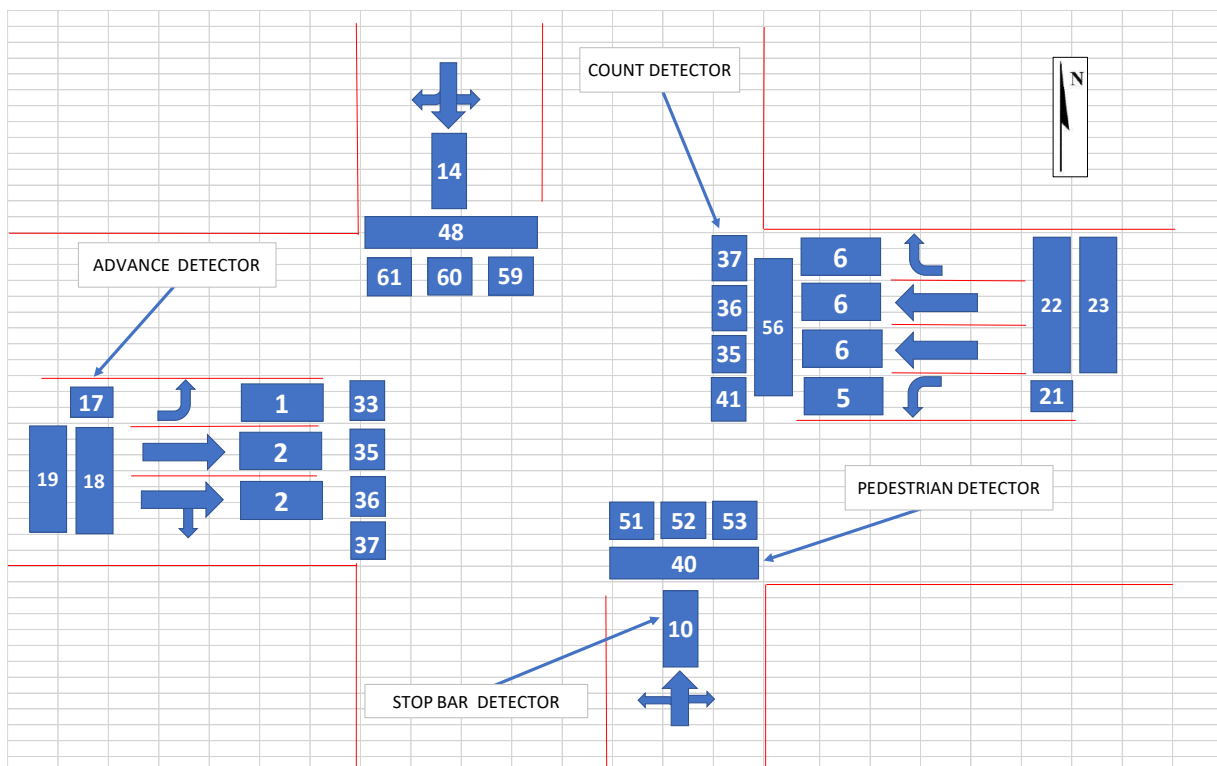 COUNT DETECTOR
N
14
48
61 60 59
ADVANCE DETECTOR
37 6
36 6
35 6
41 5
56
22 23
21
17 1 33
2 35
2 36
37
19 18
PEDESTRIAN DETECTOR
51 52 53
40
10
STOP BAR DETECTOR